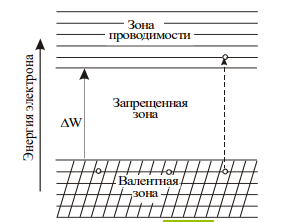 Зона
проводимости
Энергия электрона
ΔW
Запрещенная
зона
Валентная
зона